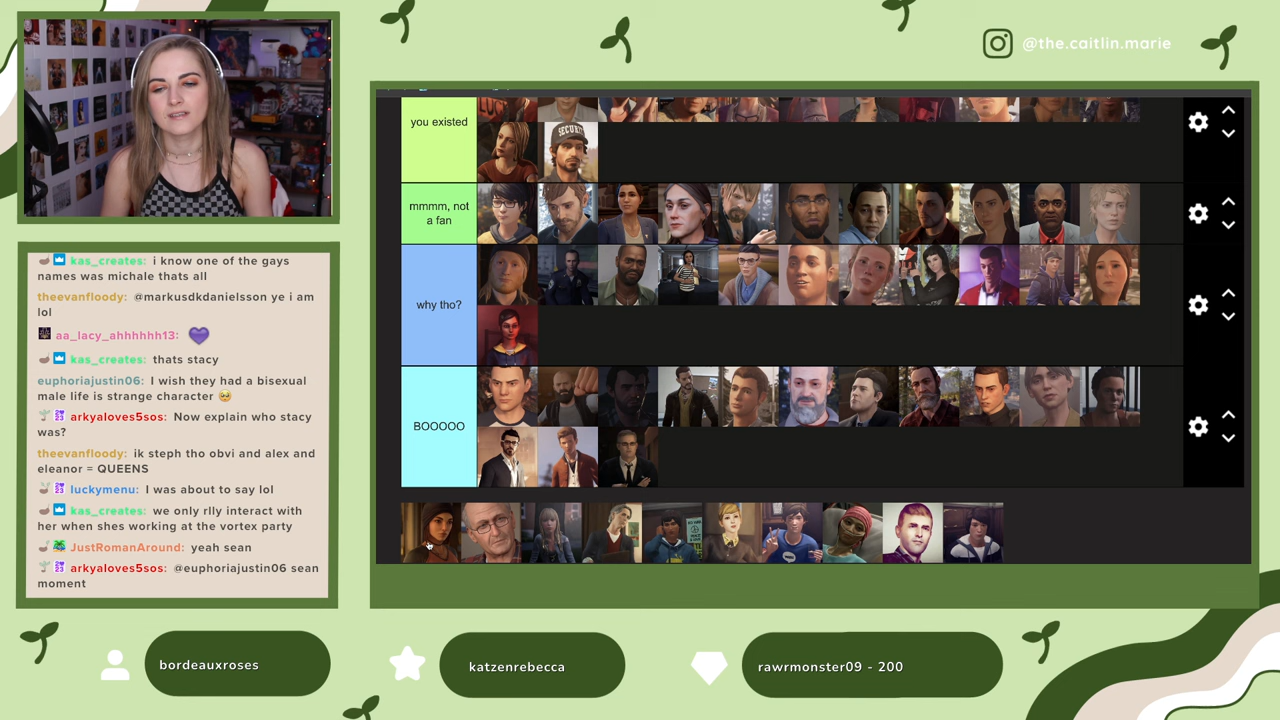 @the.caitlin.marie
kas_creates: i know one of the gays
names was michale thats all
theevanfloody: @markusdkdanielsson ye i am
lol
aa_lacy_ahhhhhh13:
kas_creates: thats stacy
euphoriajustin06: I wish they had a bisexual
male life is strange character 🥺
arkyaloves5sos: Now explain who stacy
was?
theevanfloody: ik steph tho obvi and alex and
eleanor = QUEENS
luckymenu: I was about to say lol
kas_creates: we only rlly interact with
her when shes working at the vortex party
JustRomanAround: yeah sean
arkyaloves5sos: @euphoriajustin06 sean
moment
you existed
SECURITY
mmmm, not
a fan
why tho?
BOOOOO
bordeauxroses
katzenrebecca
rawrmonster09 - 200